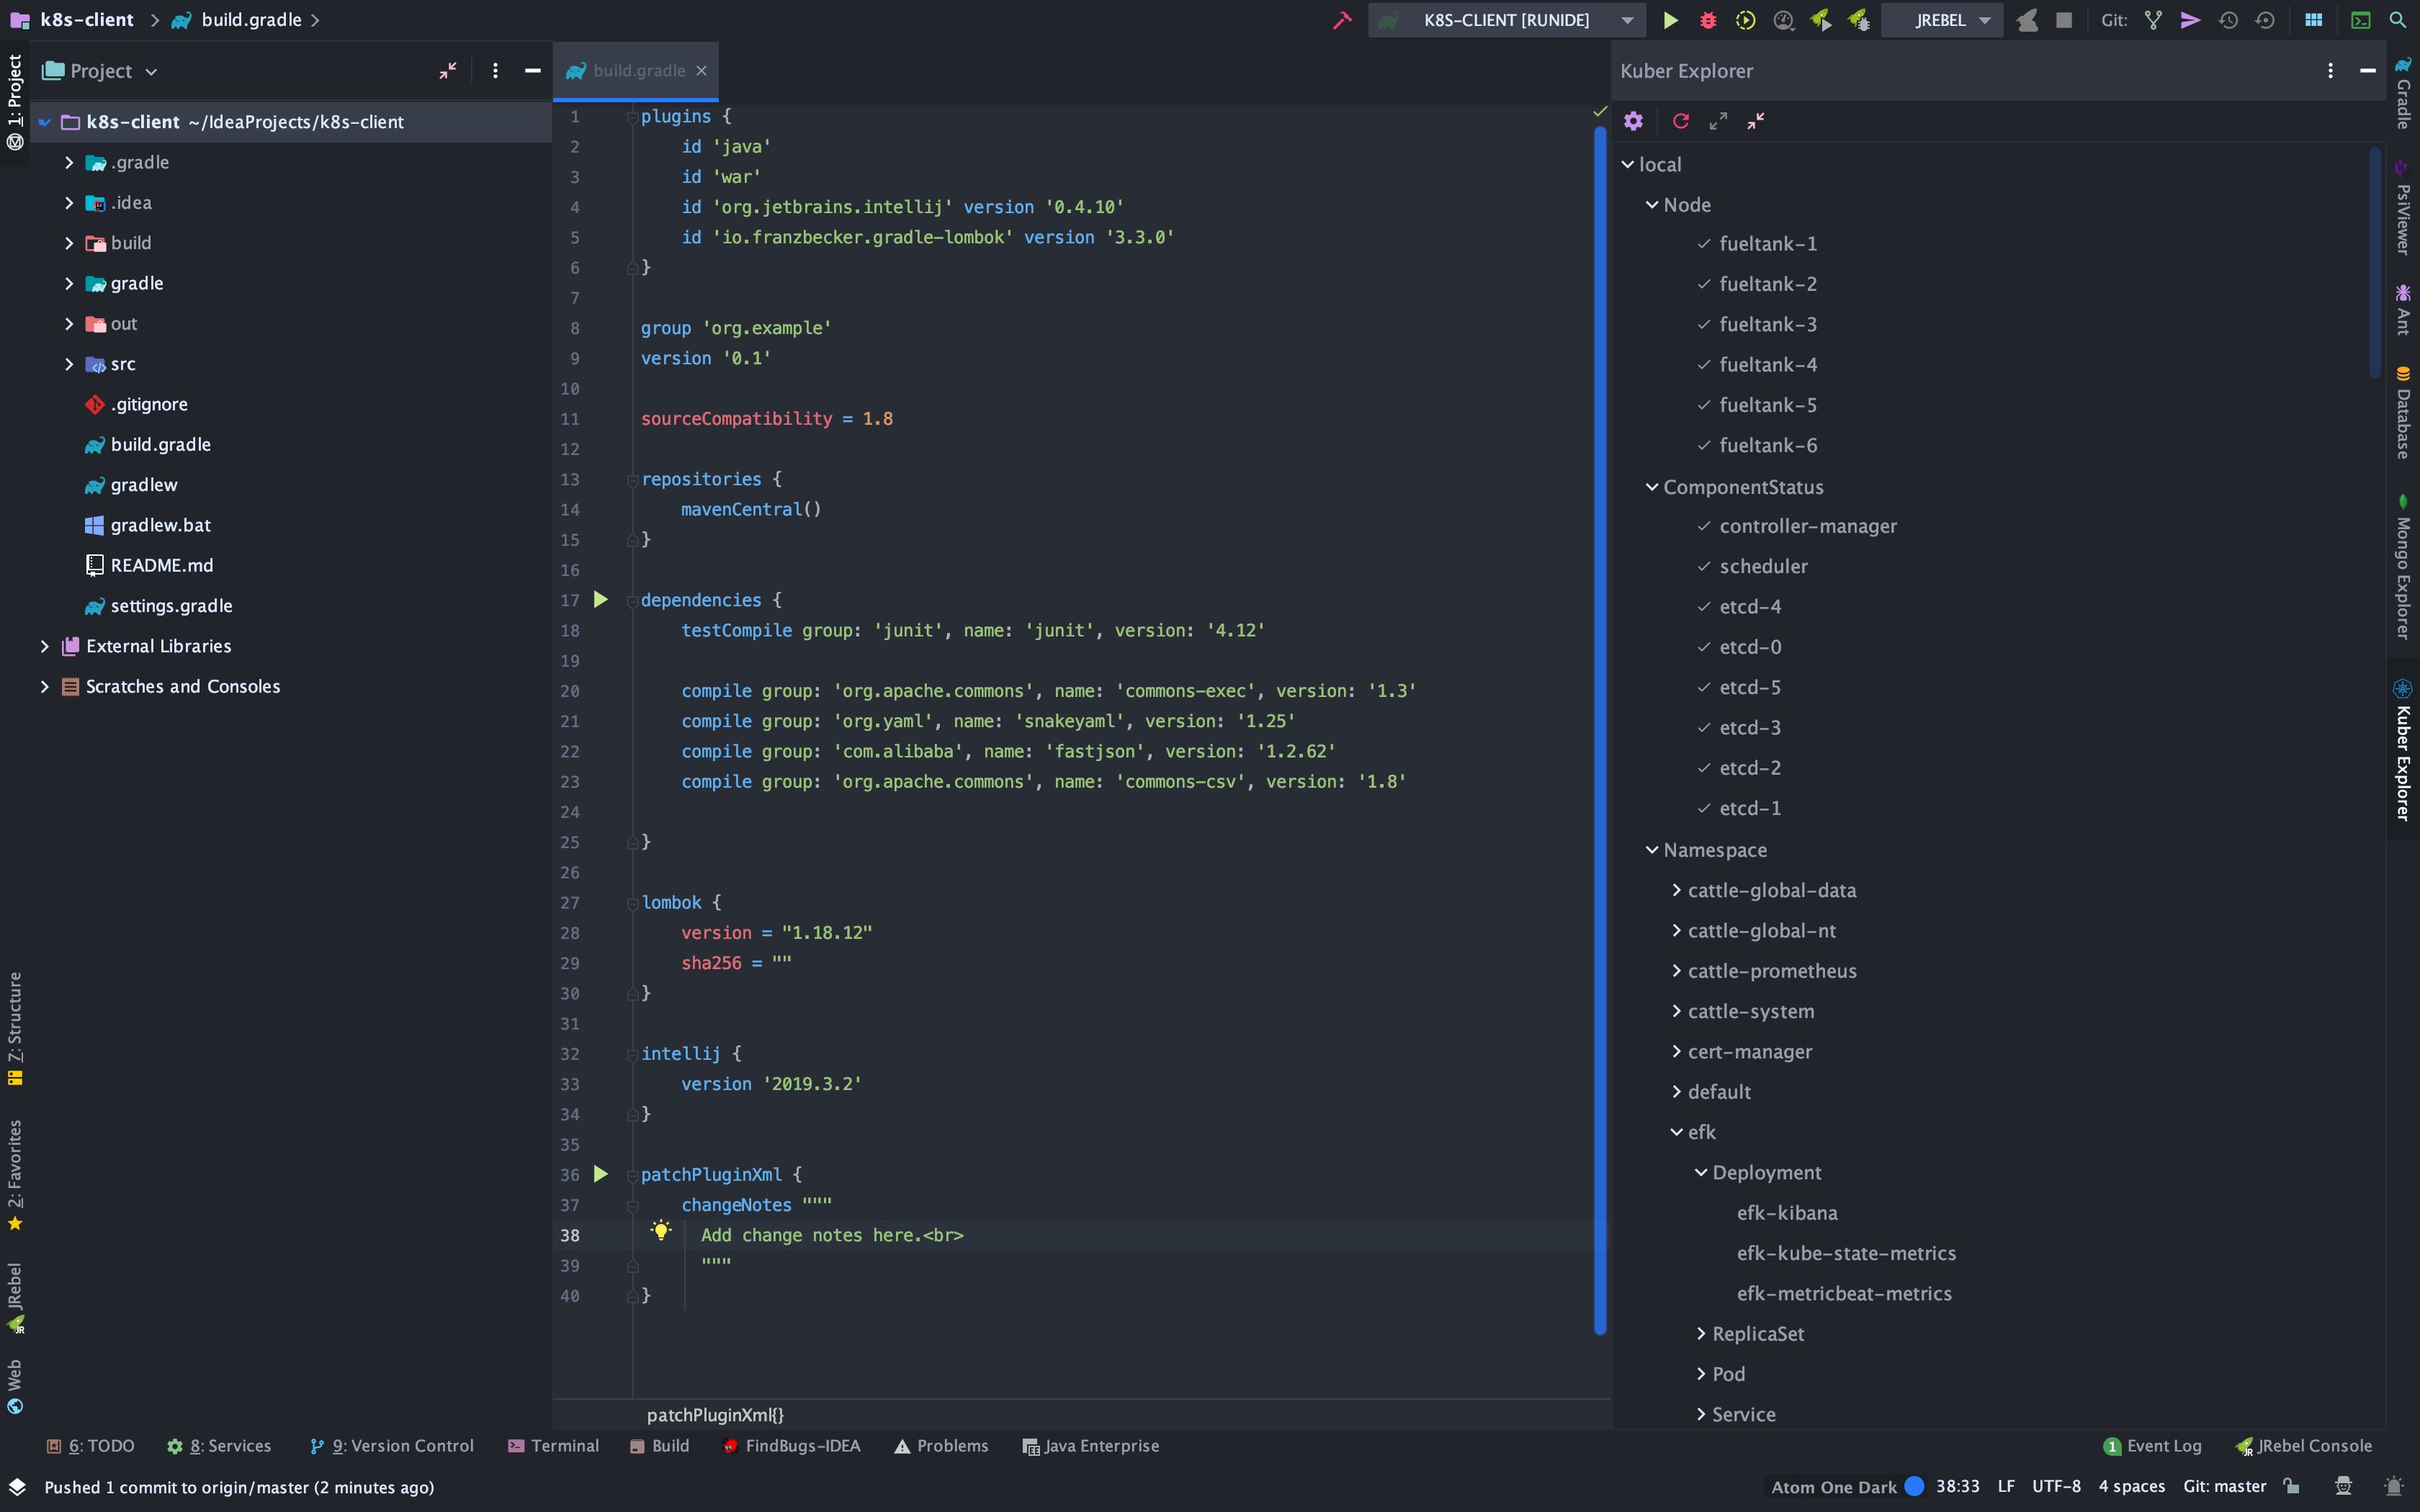 k8s-client
build.gradle
K8S-CLIENT [RUNIDE]
JREBEL
Git:
1: Project
Project
k8s-client ~/IdeaProjects/k8s-client
.gradle
.idea
build
gradle
out
src
.gitignore
build.gradle
gradlew
gradlew.bat
README.md
settings.gradle
External Libraries
Scratches and Consoles
7: Structure
2: Favorites
JRebel
Web
build.gradle
1 plugins {
2 id 'java'
3 id 'war'
4 id 'org.jetbrains.intellij' version '0.4.10'
5 id 'io.franzbecker.gradle-lombok' version '3.3.0'
6 }
7
8 group 'org.example'
9 version '0.1'
10
11 sourceCompatibility = 1.8
12
13 repositories {
14 mavenCentral()
15 }
16
17 dependencies {
18 testCompile group: 'junit', name: 'junit', version: '4.12'
19
20 compile group: 'org.apache.commons', name: 'commons-exec', version: '1.3'
21 compile group: 'org.yaml', name: 'snakeyaml', version: '1.25'
22 compile group: 'com.alibaba', name: 'fastjson', version: '1.2.62'
23 compile group: 'org.apache.commons', name: 'commons-csv', version: '1.8'
24
25 }
26
27 lombok {
28 version = "1.18.12"
29 sha256 = ""
30 }
31
32 intellij {
33 version '2019.3.2'
34 }
35
36 patchPluginXml {
37 changeNotes """
38 Add change notes here.<br>
39 """
40 }
patchPluginXml{}
Kuber Explorer
local
Node
fueltank-1
fueltank-2
fueltank-3
fueltank-4
fueltank-5
fueltank-6
ComponentStatus
controller-manager
scheduler
etcd-4
etcd-0
etcd-5
etcd-3
etcd-2
etcd-1
Namespace
cattle-global-data
cattle-global-nt
cattle-prometheus
cattle-system
cert-manager
default
efk
Deployment
efk-kibana
efk-kube-state-metrics
efk-metricbeat-metrics
ReplicaSet
Pod
Service
Gradle
PsiViewer
Ant
Database
Mongo Explorer
Kuber Explorer
6: TODO
8: Services
9: Version Control
Terminal
Build
FindBugs-IDEA
Problems
Java Enterprise
1 Event Log
JRebel Console
Pushed 1 commit to origin/master (2 minutes ago)
Atom One Dark
38:33
LF
UTF-8
4 spaces
Git: master